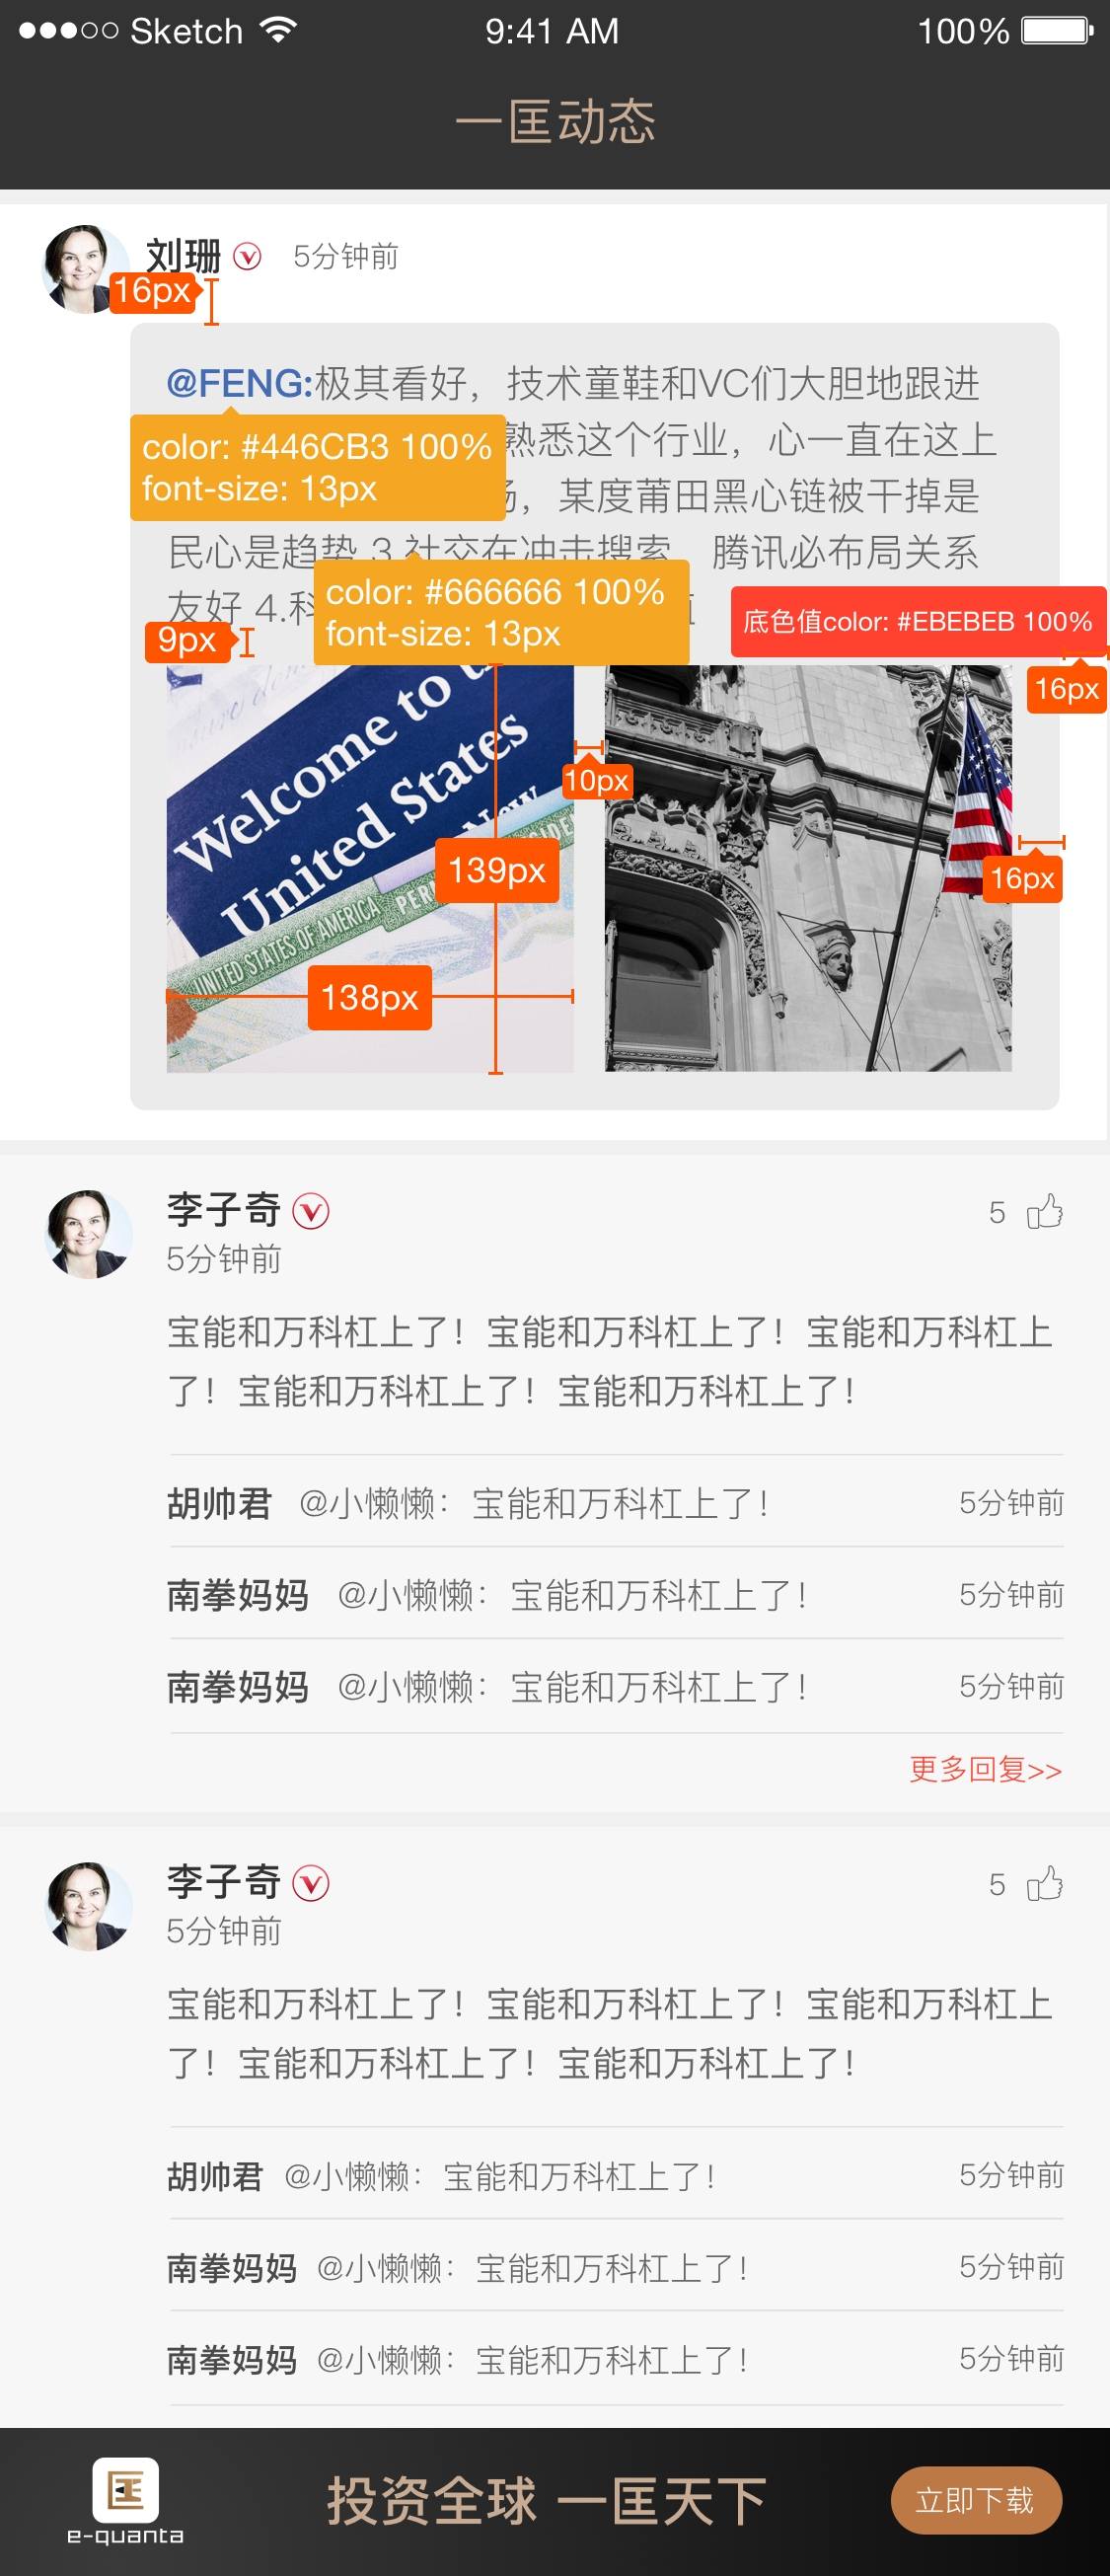 Sketch 9:41 AM 100%
一匡动态
刘珊 5分钟前
16px
@FENG:极其看好，技术童鞋和VC们大胆地跟进
color: #446CB3 100%
font-size: 13px
熟悉这个行业，心一直在这上
，某度莆田黑心链被干掉是
民心是趋势 3.社交在冲击搜索，腾讯必布局关系
友好 4.科
color: #666666 100%
font-size: 13px
底色值color: #EBEBEB 100%
9px
16px
Welcome to
United States
New
UNITED STATES OF AMERICA
10px
139px
16px
138px
李子奇 5
5分钟前
宝能和万科杠上了！宝能和万科杠上了！宝能和万科杠上
了！宝能和万科杠上了！宝能和万科杠上了！
胡帅君 @小懒懒：宝能和万科杠上了！ 5分钟前
南拳妈妈 @小懒懒：宝能和万科杠上了！ 5分钟前
南拳妈妈 @小懒懒：宝能和万科杠上了！ 5分钟前
更多回复>>
李子奇 5
5分钟前
宝能和万科杠上了！宝能和万科杠上了！宝能和万科杠上
了！宝能和万科杠上了！宝能和万科杠上了！
胡帅君 @小懒懒：宝能和万科杠上了！ 5分钟前
南拳妈妈 @小懒懒：宝能和万科杠上了！ 5分钟前
南拳妈妈 @小懒懒：宝能和万科杠上了！ 5分钟前
e-quanta
投资全球 一匡天下
立即下载